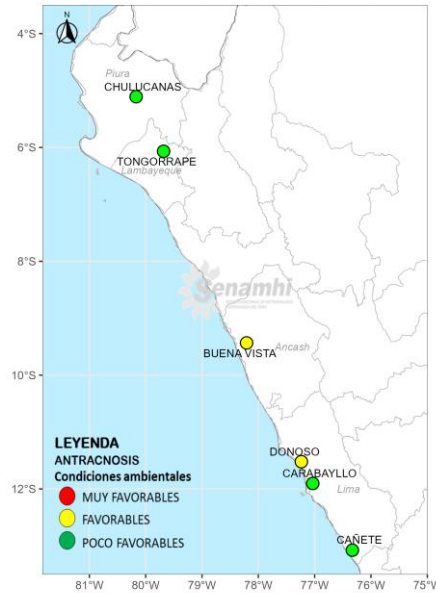 N
4°S
Piura
CHULUCANAS
6°S
TONGORRAPE
Lambayeque
8°S
Senamhi
BUENA VISTA
Ancash
10°S
LEYENDA
ANTRACNOSIS
Condiciones ambientales
MUY FAVORABLES
FAVORABLES
POCO FAVORABLES
DONOSO
CARABAYLLO
Lima
12°S
CAÑETE
81°W 80°W 79°W 78°W 77°W 76°W 75°W